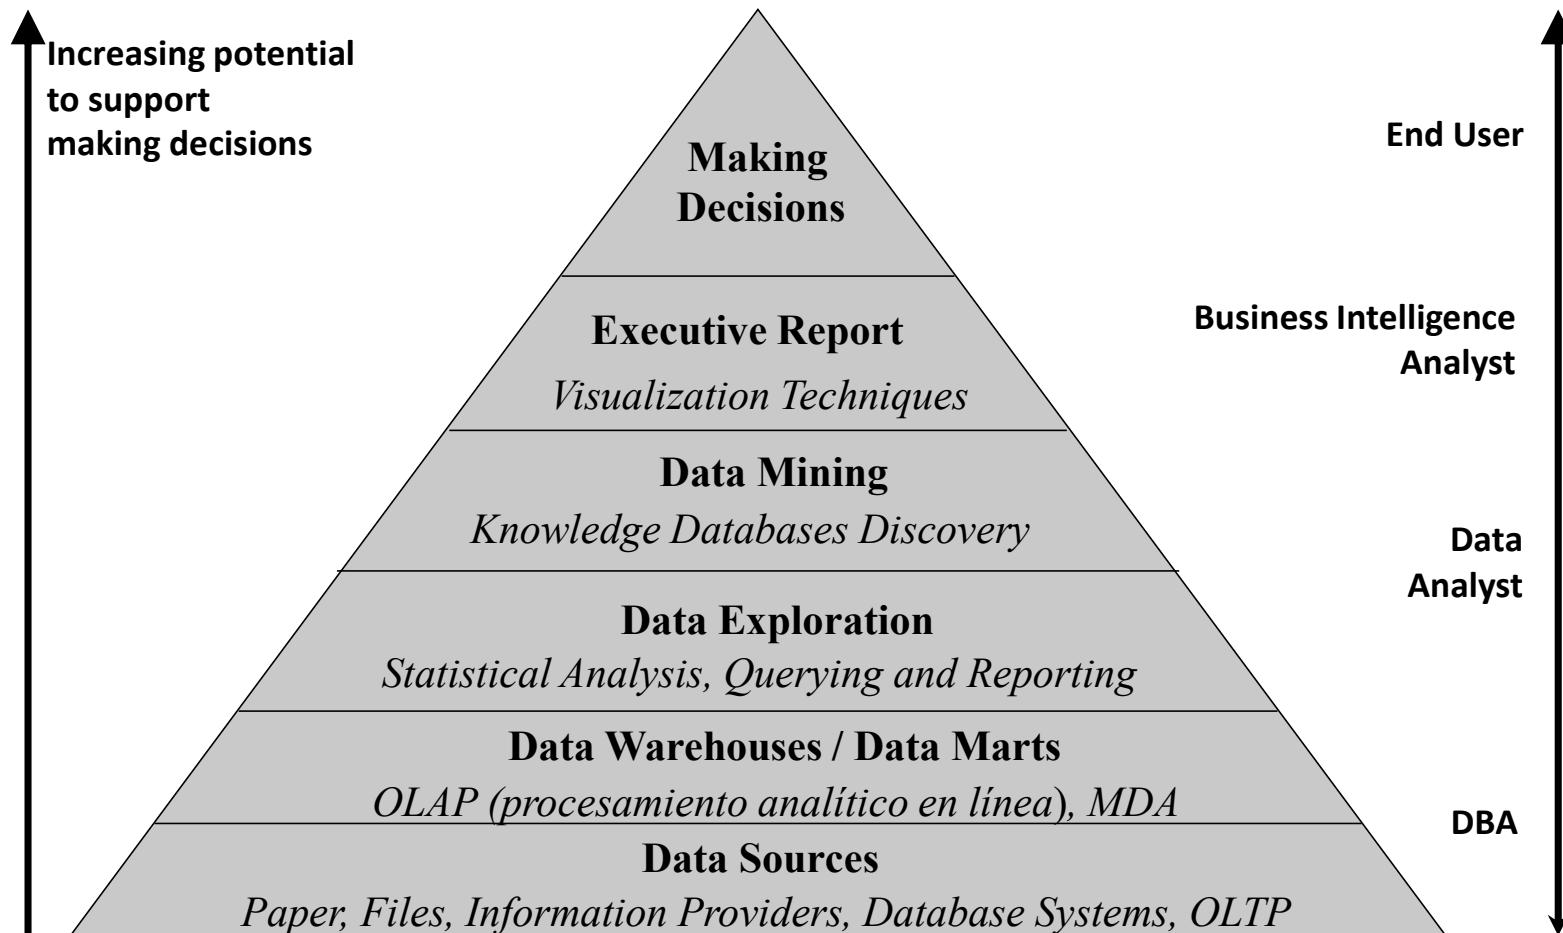 Increasing potential
to support
making decisions
End User
Making
Decisions
Business Intelligence
Analyst
Executive Report
Visualization Techniques
Data Mining
Knowledge Databases Discovery
Data
Analyst
Data Exploration
Statistical Analysis, Querying and Reporting
Data Warehouses / Data Marts
OLAP (procesamiento analítico en línea), MDA
DBA
Data Sources
Paper, Files, Information Providers, Database Systems, OLTP